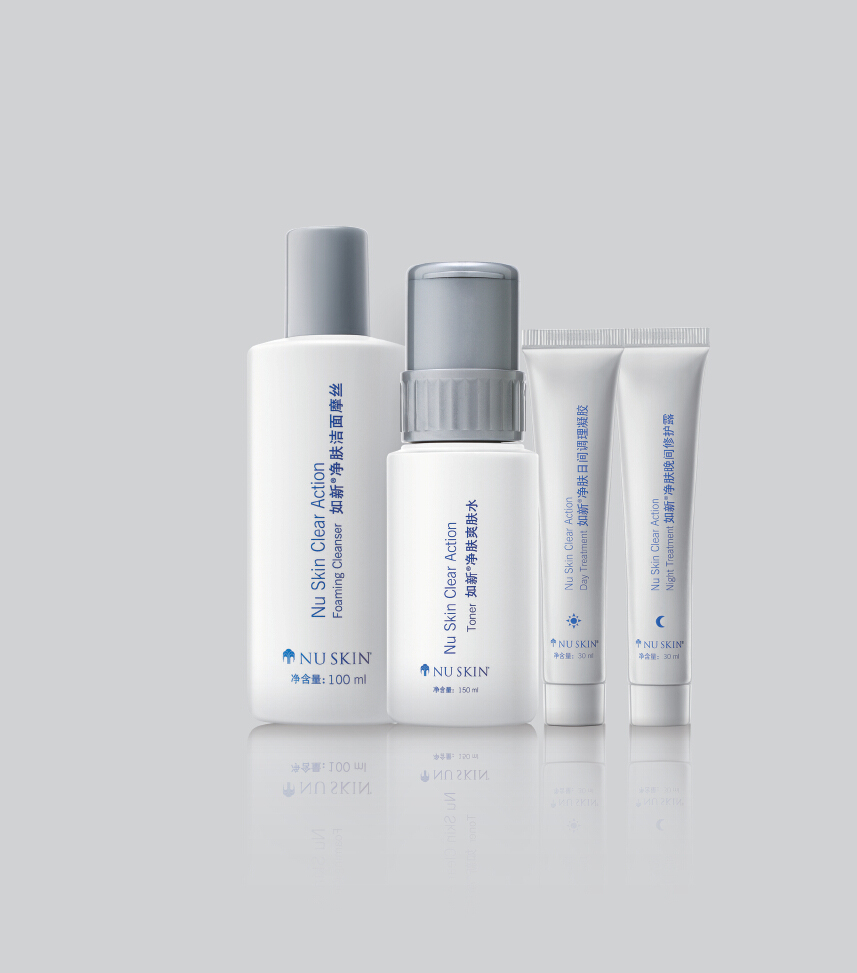 Nu Skin Clear Action
Foaming Cleanser 如新®净肤洁面摩丝
NU SKIN®
净含量：100 ml
Nu Skin Clear Action
Toner 如新®净肤爽肤水
NU SKIN®
净含量：150 ml
Nu Skin Clear Action
Day Treatment 如新®净肤日间调理凝胶
NU SKIN®
净含量：30 ml
Nu Skin Clear Action
Night Treatment 如新®净肤晚间修护露
NU SKIN®
净含量：30 ml